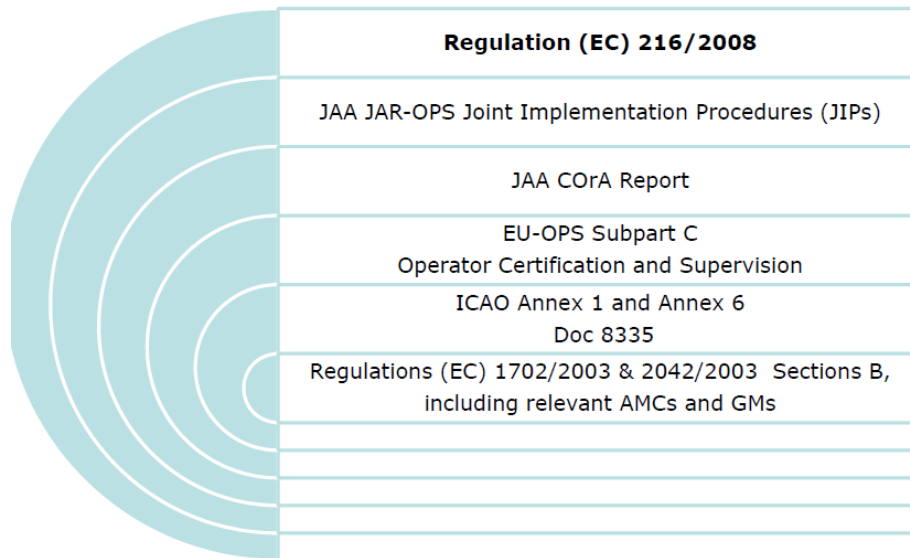 Regulation (EC) 216/2008
JAA JAR-OPS Joint Implementation Procedures (JIPs)
JAA COrA Report
EU-OPS Subpart C
Operator Certification and Supervision
ICAO Annex 1 and Annex 6
Doc 8335
Regulations (EC) 1702/2003 & 2042/2003 Sections B,
including relevant AMCs and GMs